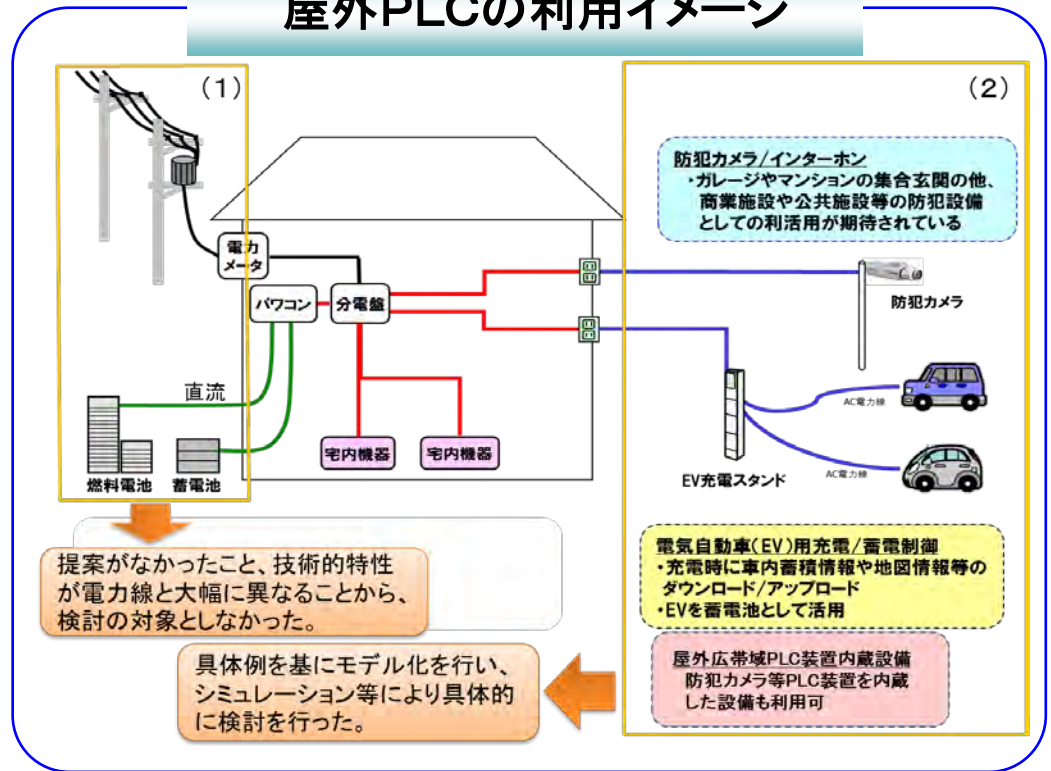 屋外PLCの利用イメージ
(1)
(2)
防犯カメラ/インターホン
・ガレージやマンションの集合玄関の他、
商業施設や公共施設等の防犯設備
としての利活用が期待されている
電力
メータ
パワコン
分電盤
防犯カメラ
直流
AC電力線
宅内機器
宅内機器
AC電力線
燃料電池
蓄電池
EV充電スタンド
提案がなかったこと、技術的特性
が電力線と大幅に異なることから、
検討の対象としなかった。
電気自動車(EV)用充電/蓄電制御
・充電時に車内蓄積情報や地図情報等の
ダウンロード/アップロード
・EVを蓄電池として活用
具体例を基にモデル化を行い、
シミュレーション等により具体的
に検討を行った。
屋外広帯域PLC装置内蔵設備
防犯カメラ等PLC装置を内蔵
した設備も利用可